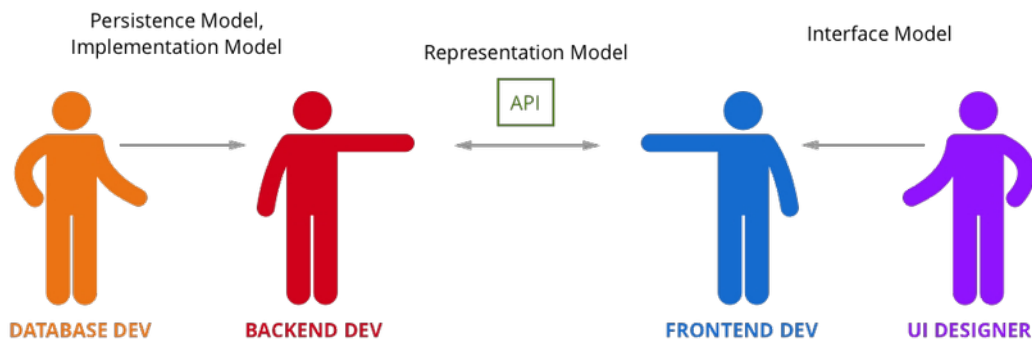 Persistence Model,
Implementation Model
Representation Model
Interface Model
API
DATABASE DEV
BACKEND DEV
FRONTEND DEV
UI DESIGNER